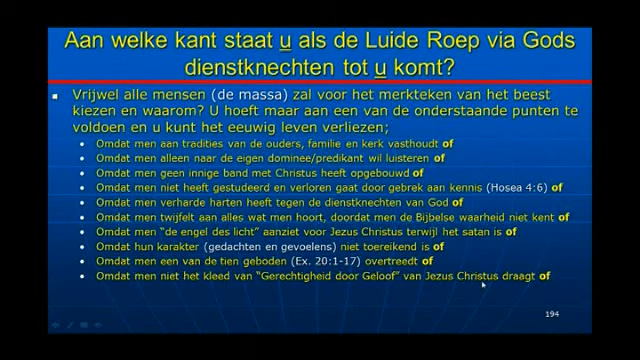 Aan welke kant staat u als de Luide Roep via Gods
dienstknechten tot u komt?
Vrijwel alle mensen (de massa) zal voor het merkteken van het beest
kiezen en waarom? U hoeft maar aan een van de onderstaande punten te
voldoen en u kunt het eeuwig leven verliezen;
Omdat men aan tradities van de ouders, familie en kerk vasthoudt of
Omdat men alleen naar de eigen dominee/predikant wil luisteren of
Omdat men geen innige band met Christus heeft opgebouwd of
Omdat men niet heeft gestudeerd en verloren gaat door gebrek aan kennis (Hosea 4:6) of
Omdat men verharde harten heeft tegen de dienstknechten van God of
Omdat men twijfelt aan alles wat men hoort, doordat men de Bijbelse waarheid niet kent of
Omdat men "de engel des licht" aanziet voor Jezus Christus terwijl het satan is of
Omdat hun karakter (gedachten en gevoelens) niet toereikend is of
Omdat men een van de tien geboden (Ex. 20:1-17) overtreedt of
Omdat men niet het kleed van "Gerechtigheid door Geloof" van Jezus Christus draagt of
194